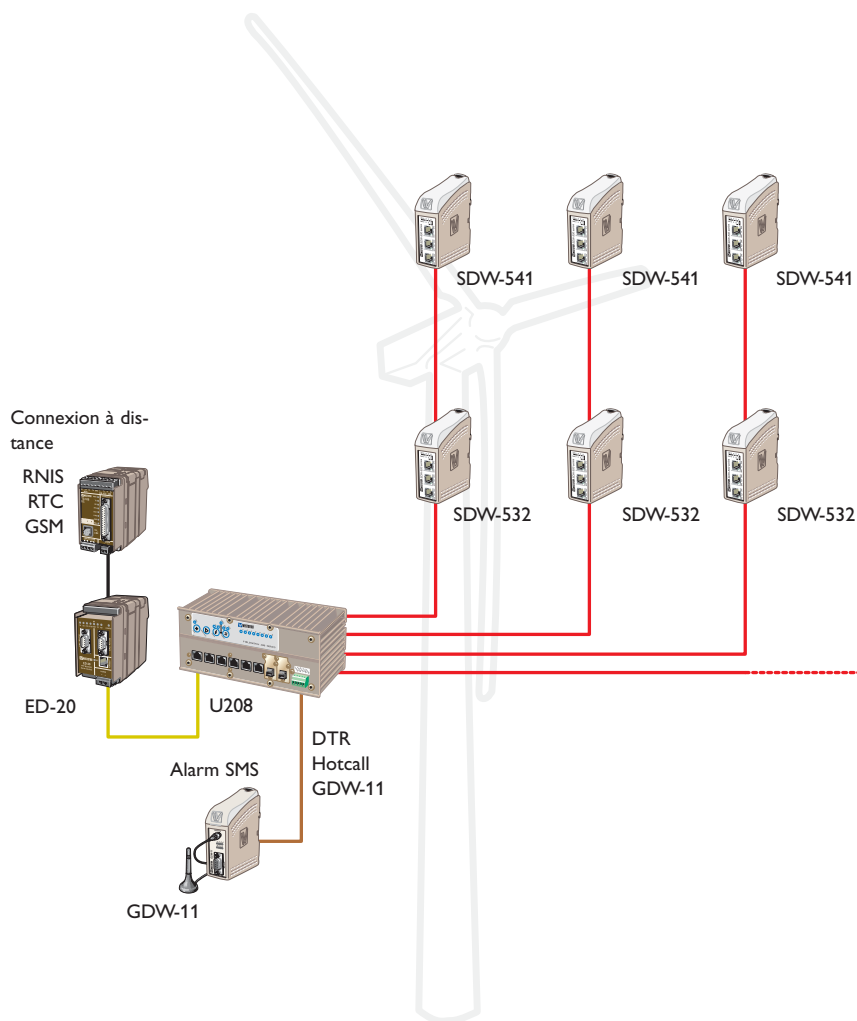 SDW-541
SDW-541
SDW-541
Connexion à dis-
tance
RNIS
RTC
GSM
SDW-532
SDW-532
SDW-532
ED-20
U208
DTR
Hotcall
GDW-11
Alarm SMS
GDW-11